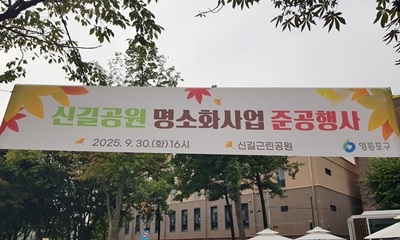 신길공원 명소화사업 준공행사
2025. 9. 30.(화)16시 신길근린공원 영등포구